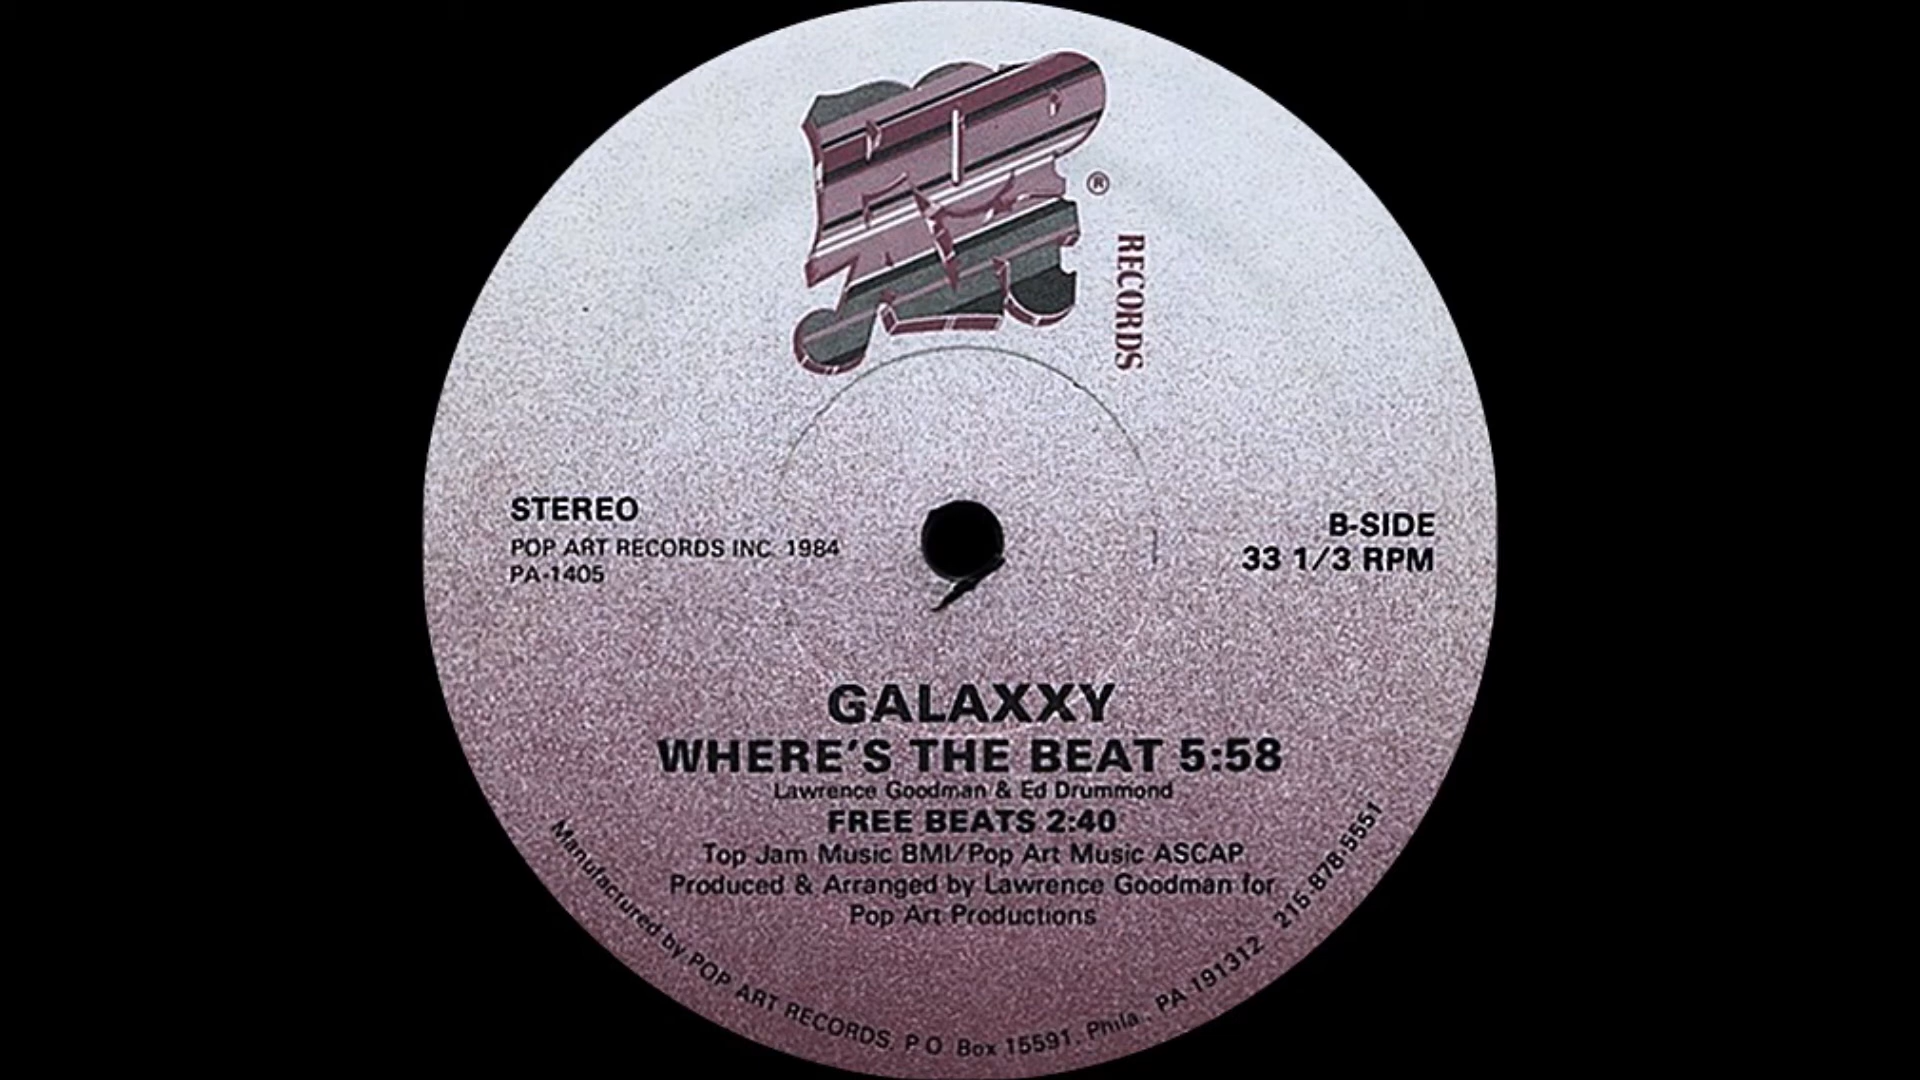 POP
ART
®
RECORDS
STEREO
POP ART RECORDS INC. 1984
PA-1405
B-SIDE
33 1/3 RPM
GALAXXY
WHERE'S THE BEAT 5:58
Lawrence Goodman & Ed Drummond
FREE BEATS 2:40
Top Jam Music BMI/Pop Art Music ASCAP
Produced & Arranged by Lawrence Goodman for
Pop Art Productions
Manufactured by POP ART RECORDS, P.O. Box 15591, Phila., PA 191312 215-878-5551